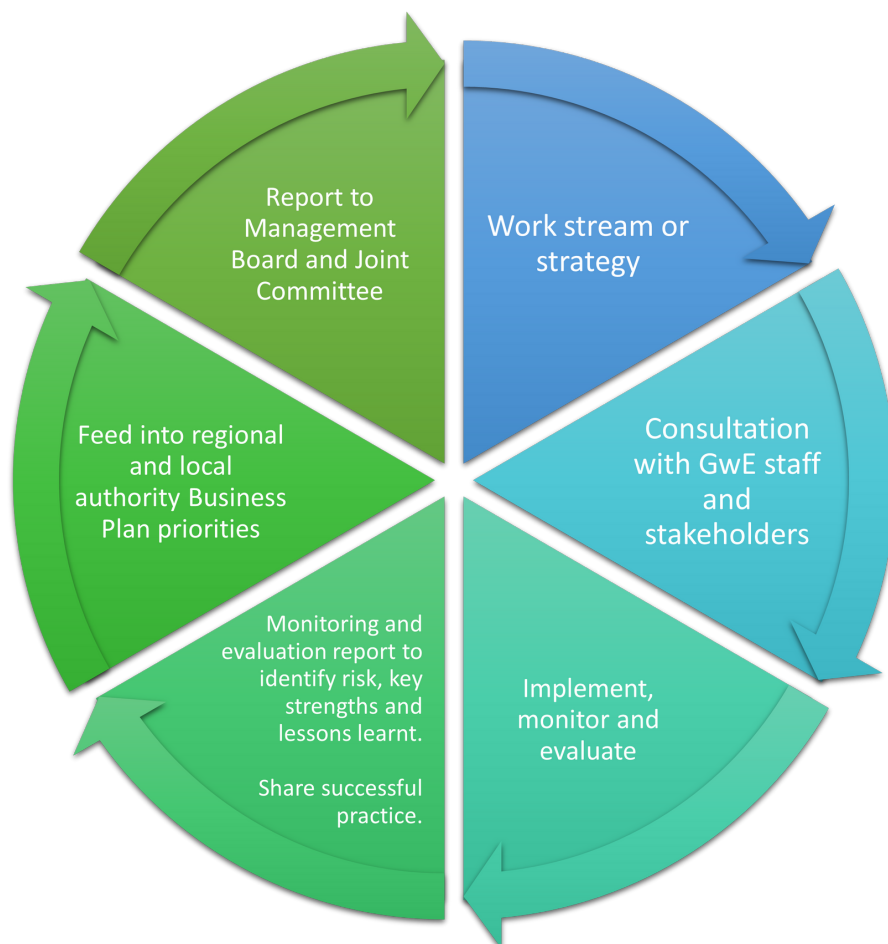 Work stream or
strategy
Consultation
with GwE staff
and
stakeholders
Implement,
monitor and
evaluate
Monitoring and
evaluation report to
identify risk, key
strengths and
lessons learnt.
Share successful
practice.
Feed into regional
and local
authority Business
Plan priorities
Report to
Management
Board and Joint
Committee